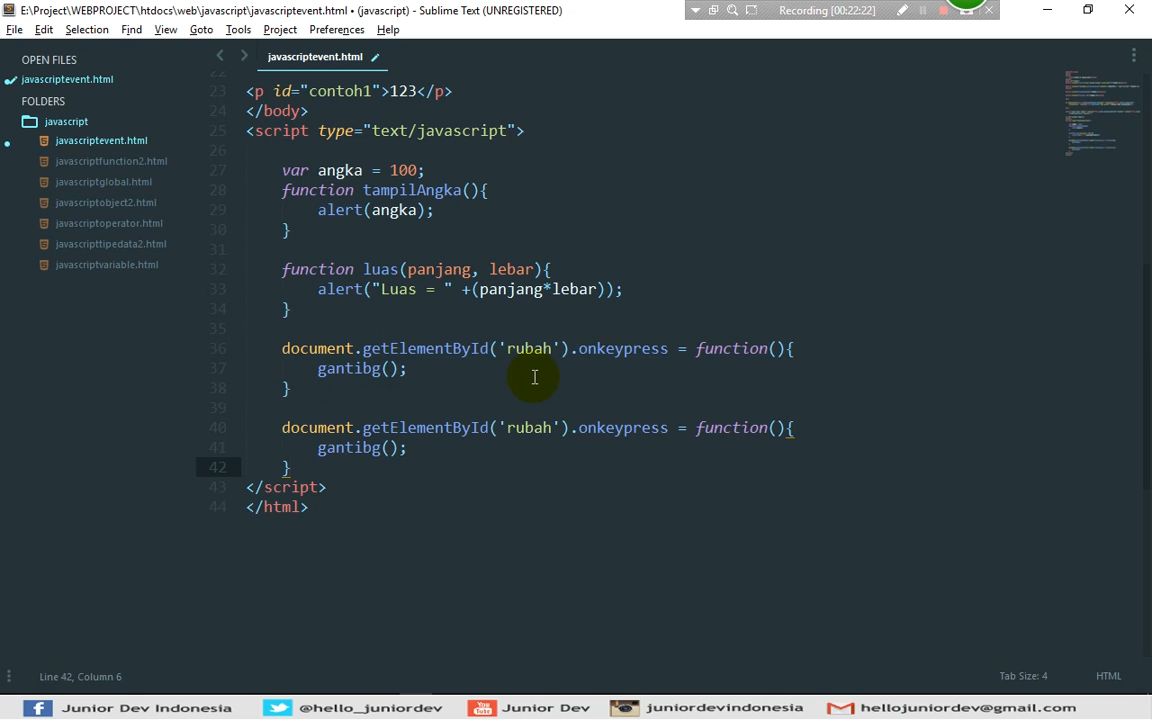 E:\Project\WEBPROJECT\htdocs\web\javascript\javascriptevent.html • (javascript) - Sublime Text (UNREGISTERED)
Recording [00:22:22]
File Edit Selection Find View Goto Tools Project Preferences Help
OPEN FILES
javascriptevent.html
FOLDERS
javascript
javascriptevent.html
javascriptfunction2.html
javascriptglobal.html
javascriptobject2.html
javascriptoperator.html
javascripttipedata2.html
javascriptvariable.html
javascriptevent.html
22
23 <p id="contoh1">123</p>
24 </body>
25 <script type="text/javascript">
26
27 var angka = 100;
28 function tampilAngka(){
29 alert(angka);
30 }
31
32 function luas(panjang, lebar){
33 alert("Luas = " +(panjang*lebar));
34 }
35
36 document.getElementById('rubah').onkeypress = function(){
37 gantibg();
38 }
39
40 document.getElementById('rubah').onkeypress = function(){
41 gantibg();
42 }
43 </script>
44 </html>
Line 42, Column 6
Tab Size: 4 HTML
Junior Dev Indonesia @hello_juniordev Junior Dev juniordevindonesia hellojuniordev@gmail.com